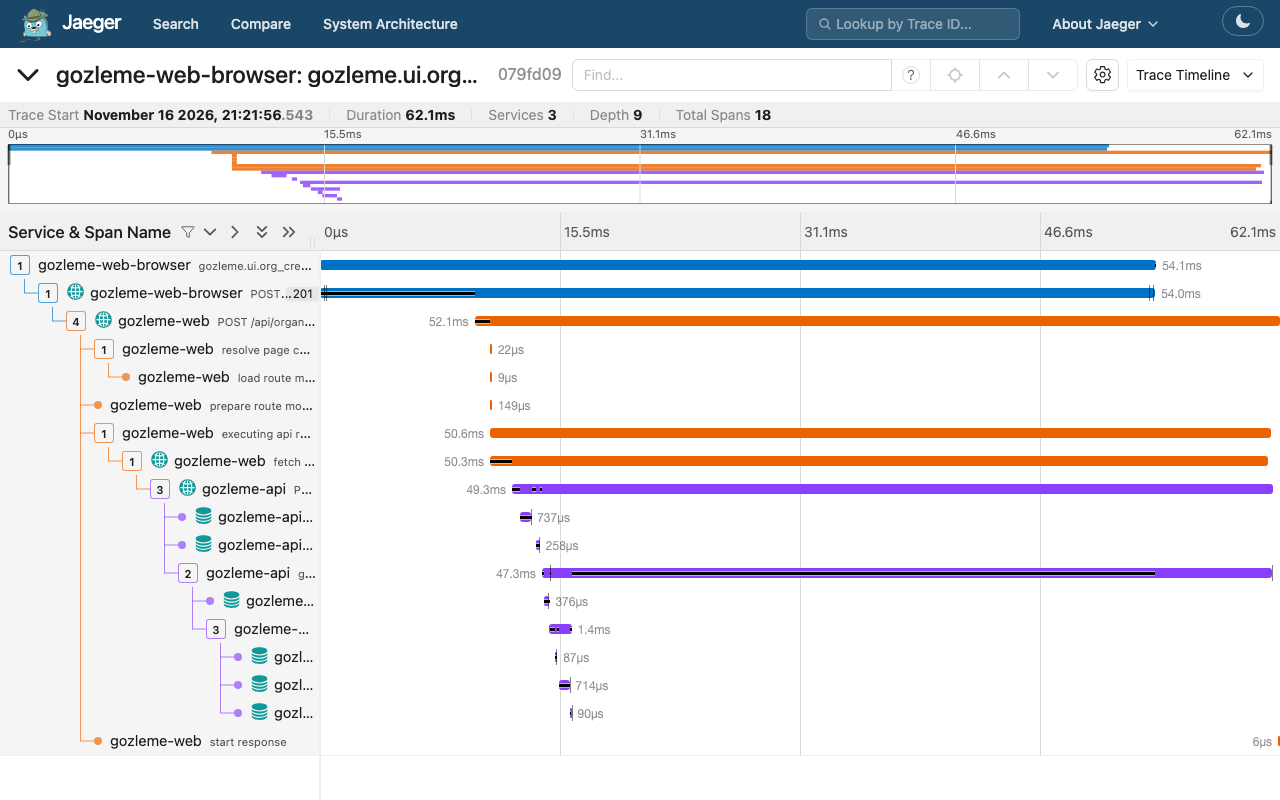 Jaeger Search Compare System Architecture Lookup by Trace ID... About Jaeger
gozleme-web-browser: gozleme.ui.org... 079fd09 Find... ? Trace Timeline
Trace Start November 16 2026, 21:21:56.543 Duration 62.1ms Services 3 Depth 9 Total Spans 18
0μs 15.5ms 31.1ms 46.6ms 62.1ms
Service & Span Name 0μs 15.5ms 31.1ms 46.6ms 62.1ms
1 gozleme-web-browser gozleme.ui.org_cre... 54.1ms
1 gozleme-web-browser POST...201 54.0ms
4 gozleme-web POST /api/organ... 52.1ms
1 gozleme-web resolve page c... 22μs
gozleme-web load route m... 9μs
gozleme-web prepare route mo... 149μs
1 gozleme-web executing api r... 50.6ms
1 gozleme-web fetch ... 50.3ms
3 gozleme-api P... 49.3ms
gozleme-api... 737μs
gozleme-api... 258μs
2 gozleme-api g... 47.3ms
gozleme... 376μs
3 gozleme-... 1.4ms
gozl... 87μs
gozl... 714μs
gozl... 90μs
gozleme-web start response 6μs